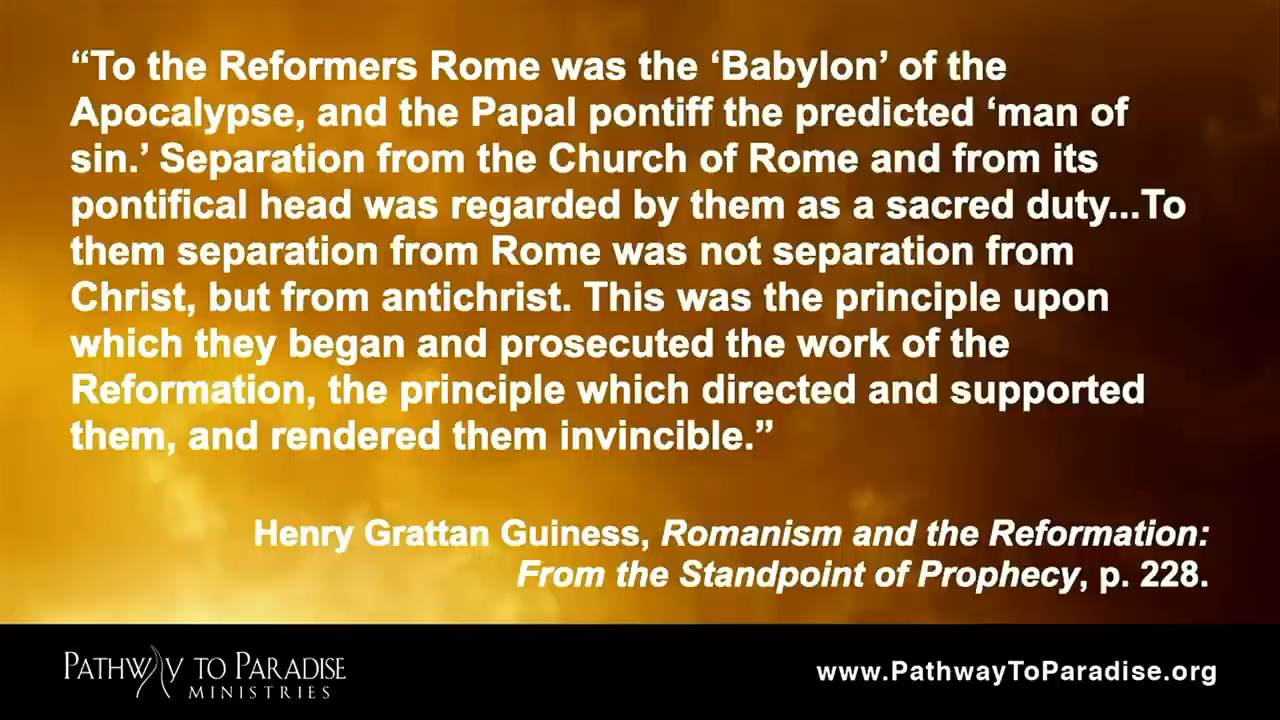 “To the Reformers Rome was the ‘Babylon’ of the
Apocalypse, and the Papal pontiff the predicted ‘man of
sin.’ Separation from the Church of Rome and from its
pontifical head was regarded by them as a sacred duty...To
them separation from Rome was not separation from
Christ, but from antichrist. This was the principle upon
which they began and prosecuted the work of the
Reformation, the principle which directed and supported
them, and rendered them invincible.”
Henry Grattan Guiness, Romanism and the Reformation:
From the Standpoint of Prophecy, p. 228.
PATHWAY TO PARADISE
MINISTRIES
www.PathwayToParadise.org